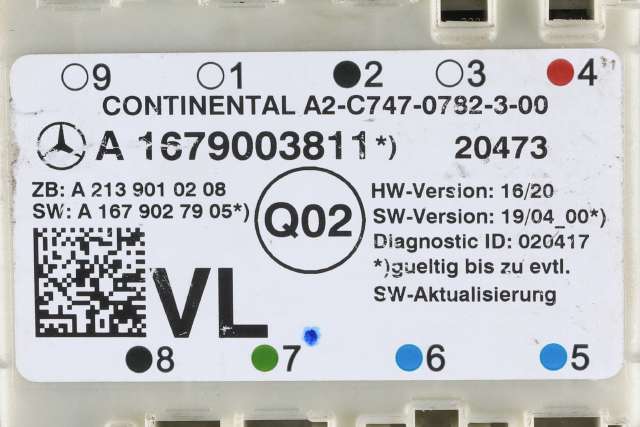 9 1 2 3 4
CONTINENTAL A2-C747-0782-3-00
A 1679003811*) 20473
ZB: A 213 901 02 08
SW: A 167 902 79 05*)
Q02
HW-Version: 16/20
SW-Version: 19/04_00*)
Diagnostic ID: 020417
*)gueltig bis zu evtl.
SW-Aktualisierung
VL
8 7 6 5